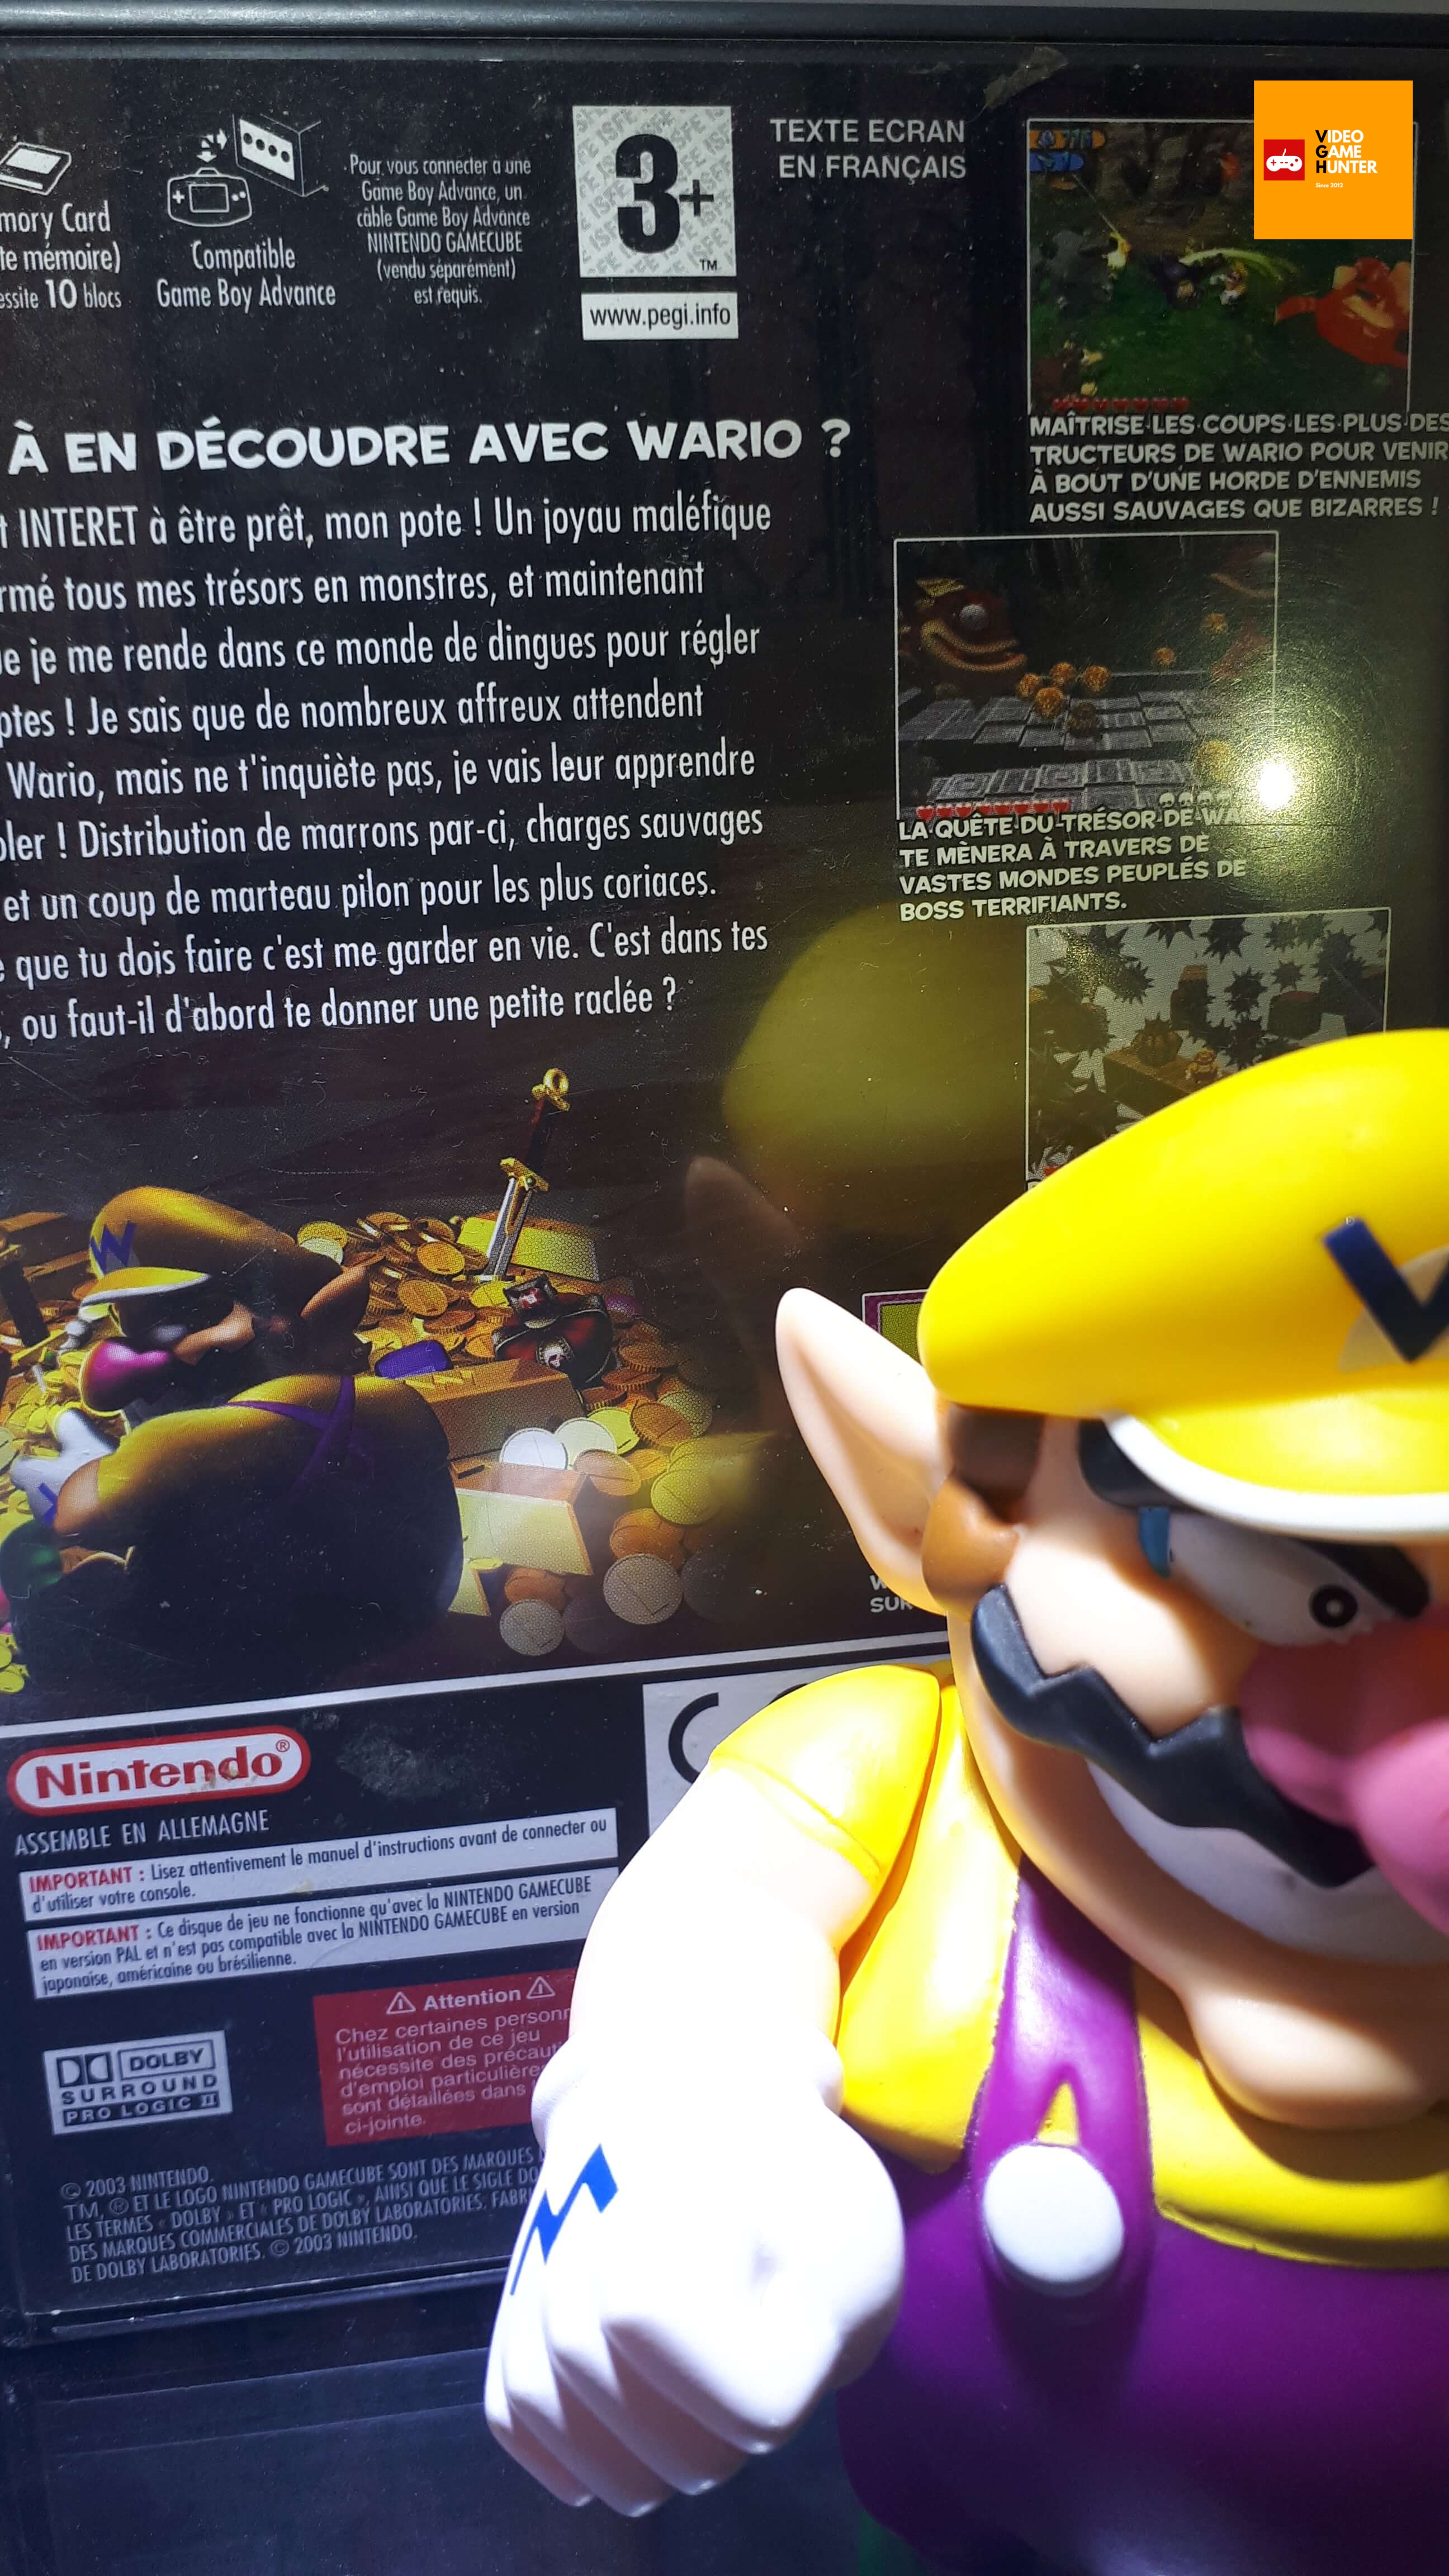 VIDEO
GAME
HUNTER
Since 2013
Memory Card
mémoire)
10 blocs
Compatible
Game Boy Advance
Pour vous connecter à une
Game Boy Advance, un
câble Game Boy Advance
NINTENDO GAMECUBE
(vendu séparément)
est requis.
3+
TM
www.pegi.info
TEXTE ECRAN
EN FRANÇAIS
À EN DÉCOUDRE AVEC WARIO ?
INTERET à être prêt, mon pote ! Un joyau maléfique
tous mes trésors en monstres, et maintenant
je me rende dans ce monde de dingues pour régler
! Je sais que de nombreux affreux attendent
Wario, mais ne t'inquiète pas, je vais leur apprendre
! Distribution de marrons par-ci, charges sauvages
et un coup de marteau pilon pour les plus coriaces.
que tu dois faire c'est me garder en vie. C'est dans tes
, ou faut-il d'abord te donner une petite raclée ?
MAÎTRISE LES COUPS LES PLUS DES
TRUCTEURS DE WARIO POUR VENIR
À BOUT D'UNE HORDE D'ENNEMIS
AUSSI SAUVAGES QUE BIZARRES !
LA QUÊTE DU TRÉSOR DE WA
TE MÈNERA À TRAVERS DE
VASTES MONDES PEUPLÉS DE
BOSS TERRIFIANTS.
W
SUR
Nintendo®
ASSEMBLE EN ALLEMAGNE
IMPORTANT : Lisez attentivement le manuel d'instructions avant de connecter ou
d'utiliser votre console.
IMPORTANT : Ce disque de jeu ne fonctionne qu'avec la NINTENDO GAMECUBE
en version PAL et n'est pas compatible avec la NINTENDO GAMECUBE en version
japonaise, américaine ou brésilienne.
DOLBY
SURROUND
PRO LOGIC II
Attention
Chez certaines personn
l'utilisation de ce jeu
nécessite des précau
d'emploi particulière
sont détaillées dans
ci-jointe.
© 2003 NINTENDO.
TM, ® ET LE LOGO NINTENDO GAMECUBE SONT DES MARQUES
LES TERMES « DOLBY » ET « PRO LOGIC », AINSI QUE LE SIGLE DO
DES MARQUES COMMERCIALES DE DOLBY LABORATORIES. FABR
DE DOLBY LABORATORIES. © 2003 NINTENDO.